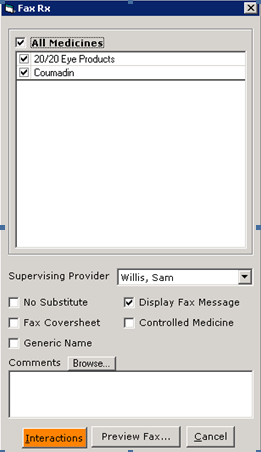 Fax Rx
All Medicines
20/20 Eye Products
Coumadin
Supervising Provider Willis, Sam
No Substitute Display Fax Message
Fax Coversheet Controlled Medicine
Generic Name
Comments Browse...
Interactions Preview Fax... Cancel